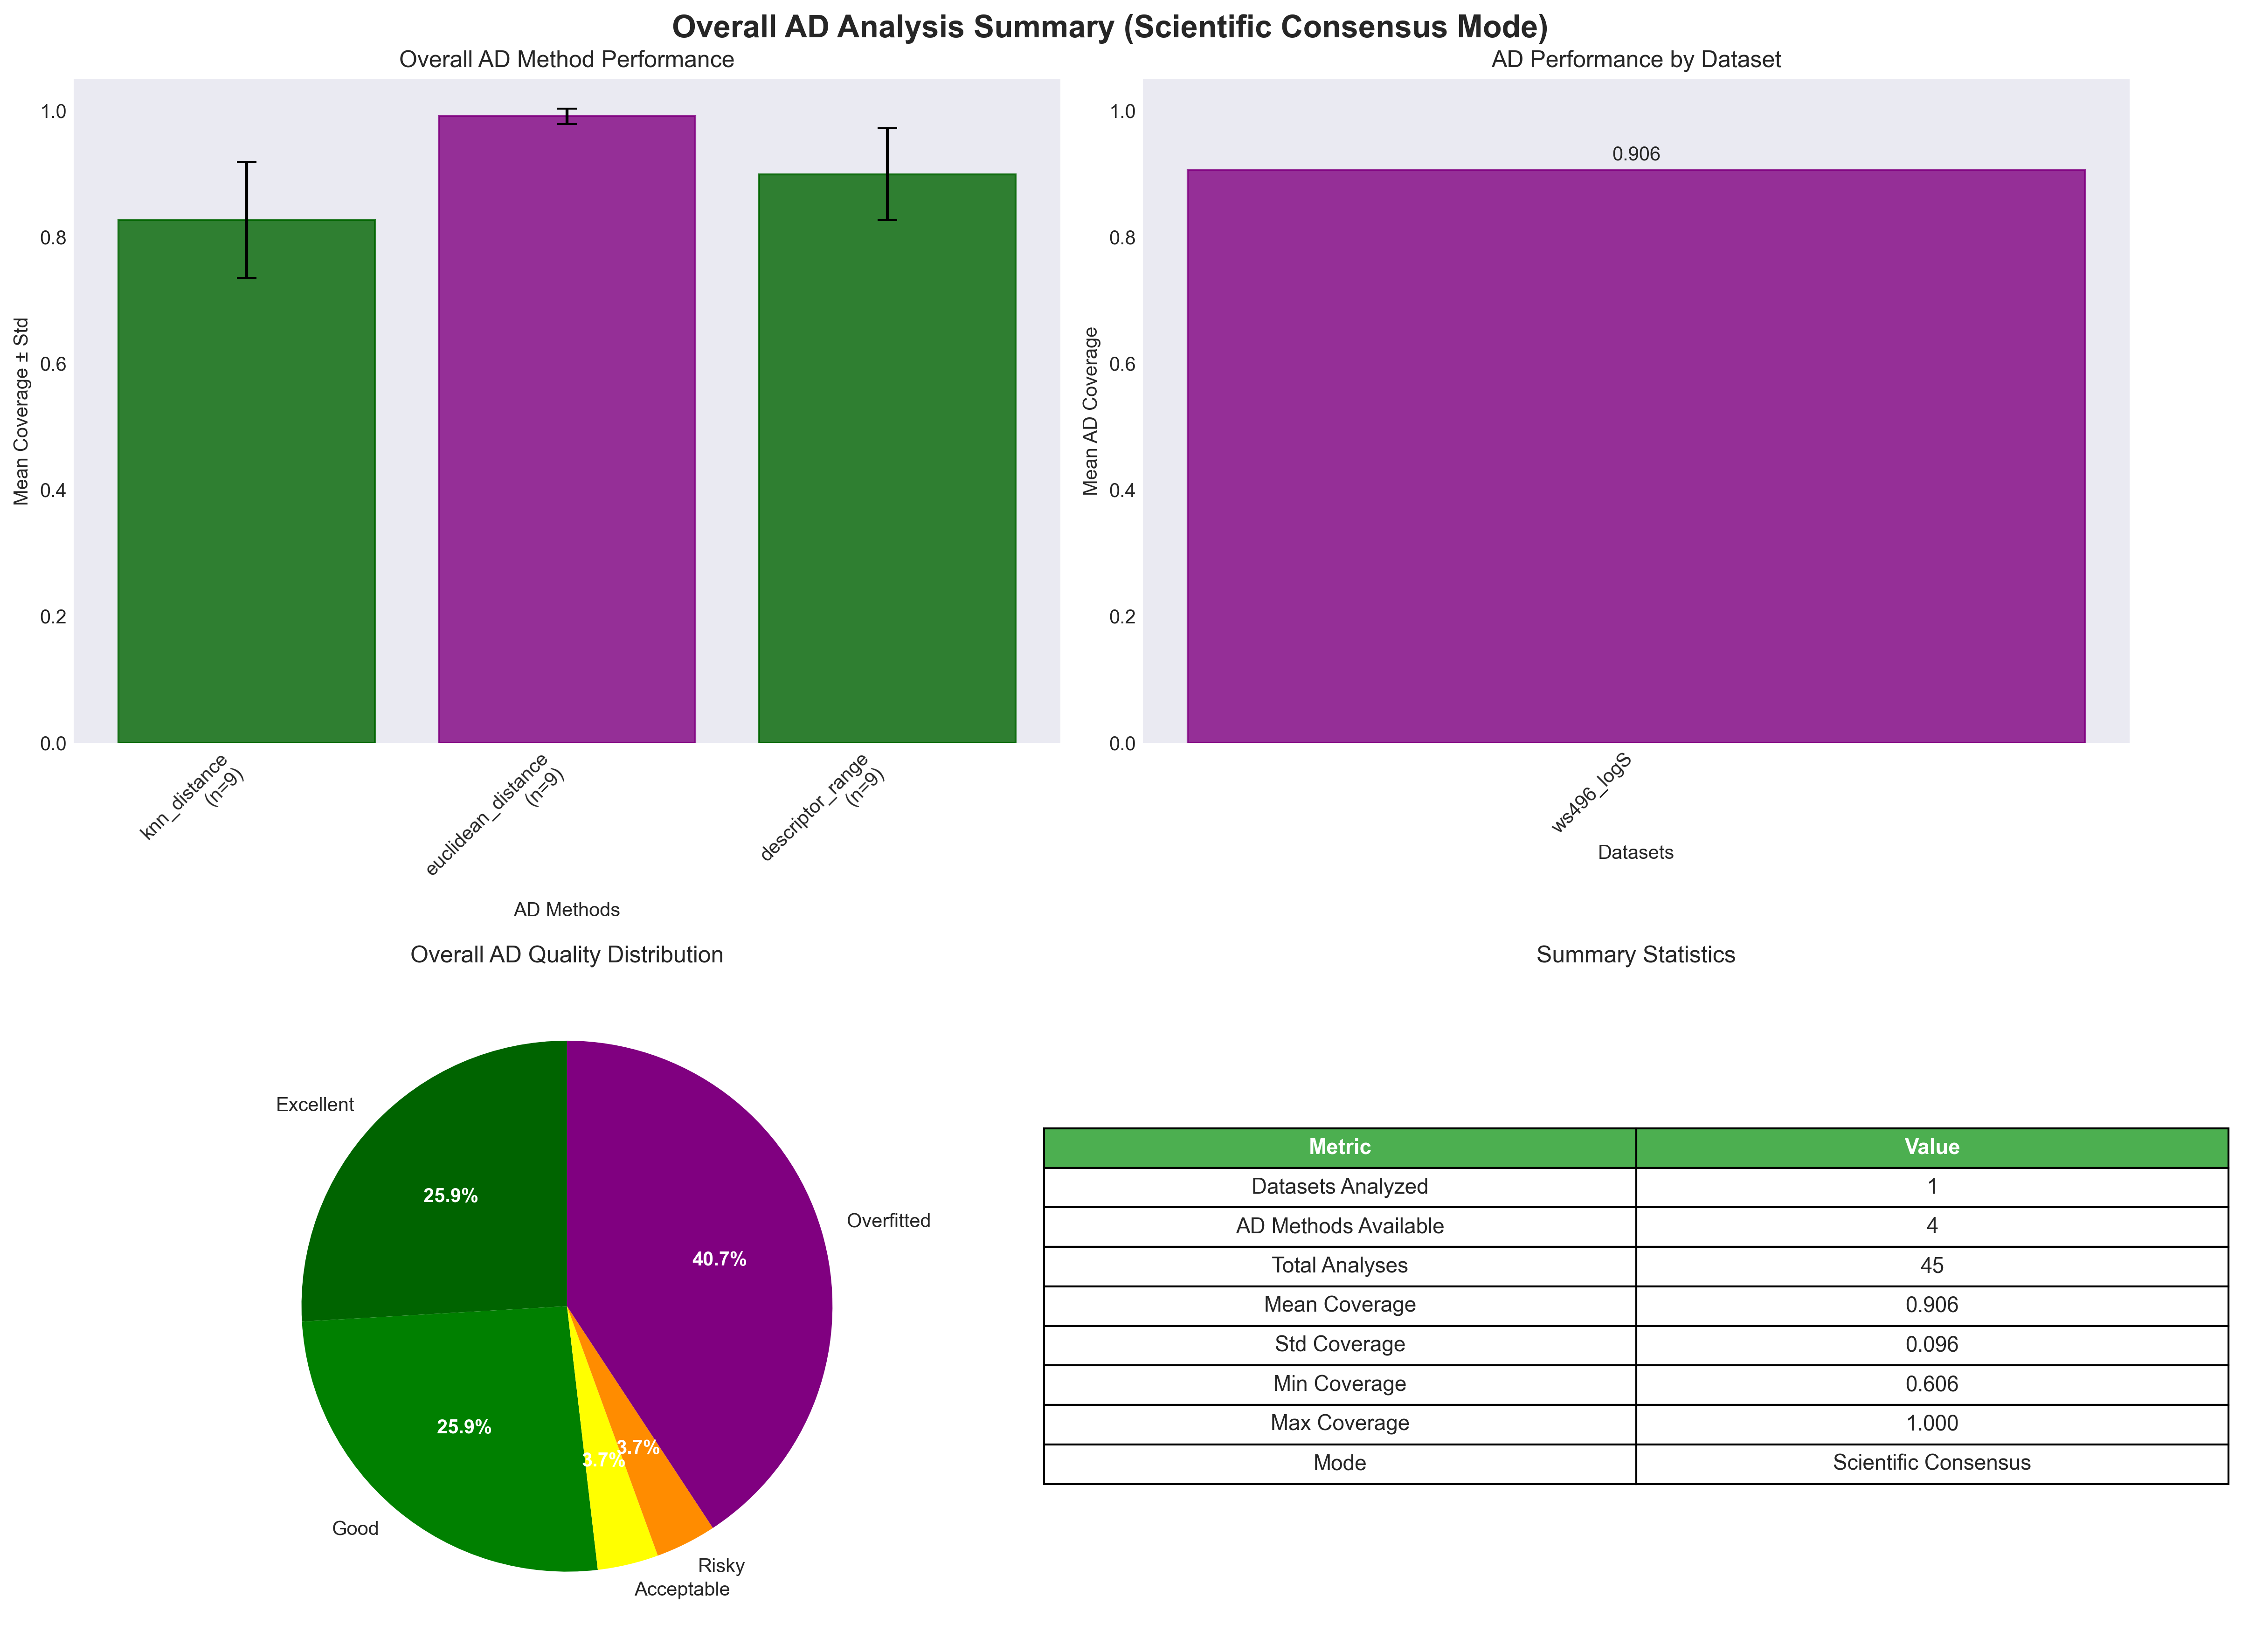 Overall AD Analysis Summary (Scientific Consensus Mode)
Overall AD Method Performance
Mean Coverage ± Std
1.0
0.8
0.6
0.4
0.2
0.0
knn_distance
(n=9)
euclidean_distance
(n=9)
descriptor_range
(n=9)
AD Methods
AD Performance by Dataset
Mean AD Coverage
1.0
0.8
0.6
0.4
0.2
0.0
0.906
ws496_logS
Datasets
Overall AD Quality Distribution
Excellent
25.9%
Overfitted
40.7%
25.9%
3.7%
3.7%
Good
Risky
Acceptable
Summary Statistics
Metric Value
Datasets Analyzed 1
AD Methods Available 4
Total Analyses 45
Mean Coverage 0.906
Std Coverage 0.096
Min Coverage 0.606
Max Coverage 1.000
Mode Scientific Consensus